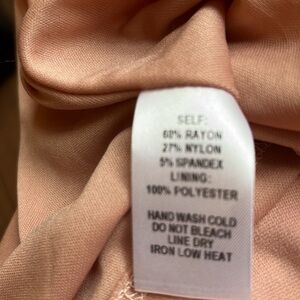 SELF:
68% RAYON
27% NYLON
5% SPANDEX
LINING:
100% POLYESTER
HAND WASH COLD
DO NOT BLEACH
LINE DRY
IRON LOW HEAT